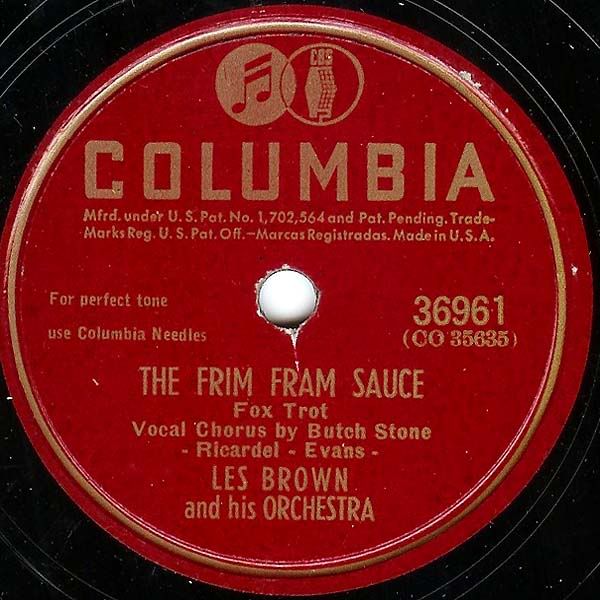 CBS
COLUMBIA
Mfrd. under U.S. Pat. No. 1,702,564 and Pat. Pending. Trade-
Marks Reg. U.S. Pat. Off.—Marcas Registradas. Made in U.S.A.
For perfect tone
use Columbia Needles
36961
(CO 35635)
THE FRIM FRAM SAUCE
Fox Trot
Vocal Chorus by Butch Stone
- Ricardel - Evans -
LES BROWN
and his ORCHESTRA